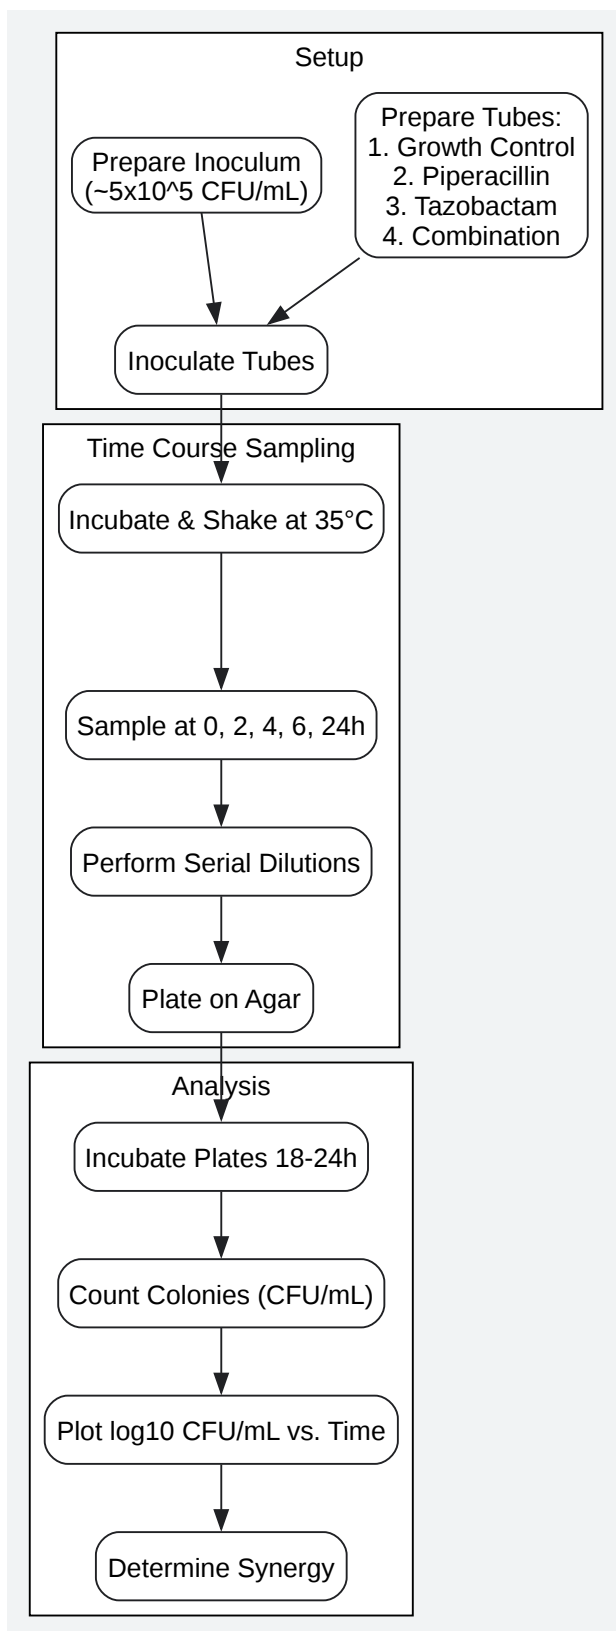 Setup
Prepare Inoculum
(~5x10^5 CFU/mL)
Prepare Tubes:
1. Growth Control
2. Piperacillin
3. Tazobactam
4. Combination
Inoculate Tubes
Time Course Sampling
Incubate & Shake at 35°C
Sample at 0, 2, 4, 6, 24h
Perform Serial Dilutions
Plate on Agar
Analysis
Incubate Plates 18-24h
Count Colonies (CFU/mL)
Plot log10 CFU/mL vs. Time
Determine Synergy